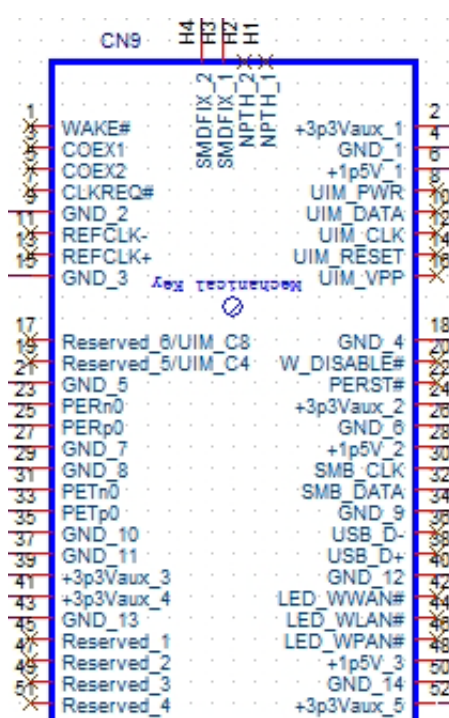 CN9
H4 H3 H2 H1
SMDFIX_2 SMDFIX_1 NPTH_2 NPTH_1
1 WAKE# +3p3Vaux_1 2
3 COEX1 GND_1 4
5 COEX2 +1p5V_1 6
7 CLKREQ# UIM_PWR 8
9 GND_2 UIM_DATA 10
11 REFCLK- UIM_CLK 12
13 REFCLK+ UIM_RESET 14
15 GND_3 UIM_VPP 16
Mechanical Key
17 Reserved_6/UIM_C8 GND_4 18
19 Reserved_5/UIM_C4 W_DISABLE# 20
21 GND_5 PERST# 22
23 PERn0 +3p3Vaux_2 24
25 PERp0 GND_6 26
27 GND_7 +1p5V_2 28
29 GND_8 SMB_CLK 30
31 PETn0 SMB_DATA 32
33 PETp0 GND_9 34
35 GND_10 USB_D- 36
37 GND_11 USB_D+ 38
39 +3p3Vaux_3 GND_12 40
41 +3p3Vaux_4 LED_WWAN# 42
43 GND_13 LED_WLAN# 44
45 Reserved_1 LED_WPAN# 46
47 Reserved_2 +1p5V_3 48
49 Reserved_3 GND_14 50
51 Reserved_4 +3p3Vaux_5 52